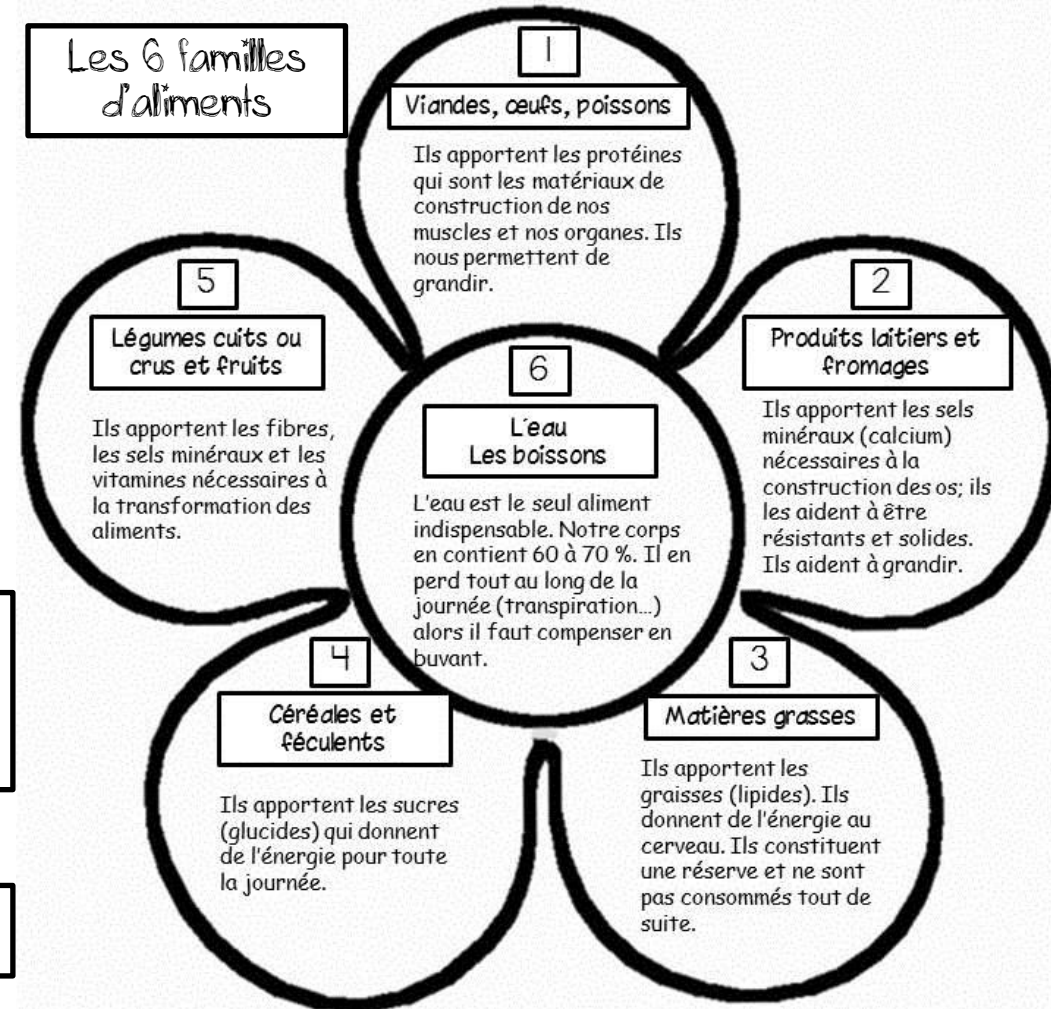 Les 6 familles
d'aliments
1
Viandes, œufs, poissons
Ils apportent les protéines
qui sont les matériaux de
construction de nos
muscles et nos organes. Ils
nous permettent de
grandir.
2
Produits laitiers et
fromages
Ils apportent les sels
minéraux (calcium)
nécessaires à la
construction des os; ils
les aident à être
résistants et solides.
Ils aident à grandir.
3
Matières grasses
Ils apportent les
graisses (lipides). Ils
donnent de l'énergie au
cerveau. Ils constituent
une réserve et ne sont
pas consommés tout de
suite.
4
Céréales et
féculents
Ils apportent les sucres
(glucides) qui donnent
de l'énergie pour toute
la journée.
5
Légumes cuits ou
crus et fruits
Ils apportent les fibres,
les sels minéraux et les
vitamines nécessaires à
la transformation des
aliments.
6
L'eau
Les boissons
L'eau est le seul aliment
indispensable. Notre corps
en contient 60 à 70 %. Il en
perd tout au long de la
journée (transpiration...)
alors il faut compenser en
buvant.